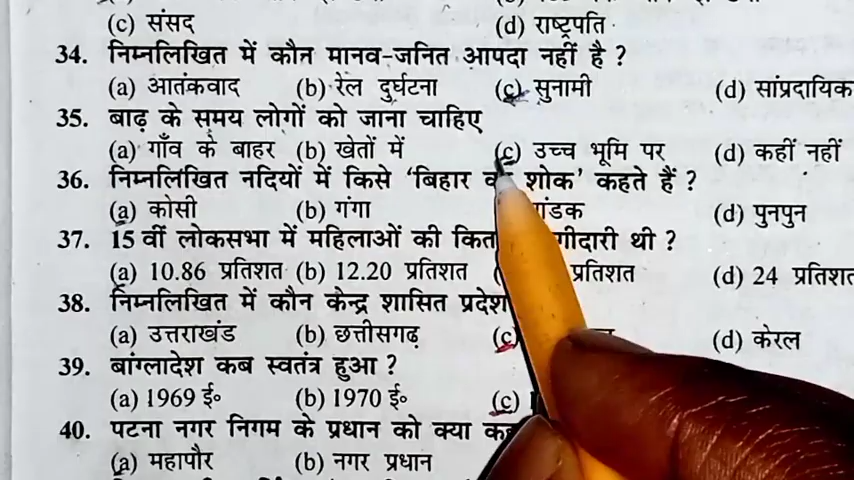 (c) संसद (d) राष्ट्रपति
34. निम्नलिखित में कौन मानव-जनित आपदा नहीं है ?
(a) आतंकवाद (b) रेल दुर्घटना (c) सुनामी (d) सांप्रदायिक
35. बाढ़ के समय लोगों को जाना चाहिए
(a) गाँव के बाहर (b) खेतों में (c) उच्च भूमि पर (d) कहीं नहीं
36. निम्नलिखित नदियों में किसे ‘बिहार शोक’ कहते हैं ?
(a) कोसी (b) गंगा (d) पुनपुन
37. 15 वीं लोकसभा में महिलाओं की थी ?
(a) 10.86 प्रतिशत (b) 12.20 प्रतिशत प्रतिशत (d) 24 प्रतिशत
38. निम्नलिखित में कौन केन्द्र शासित प्रदेश
(a) उत्तराखंड (b) छत्तीसगढ़ (c) (d) केरल
39. बांग्लादेश कब स्वतंत्र हुआ ?
(a) 1969 ई० (b) 1970 ई० (c)
40. पटना नगर निगम के प्रधान को क्या
(a) महापौर (b) नगर प्रधान